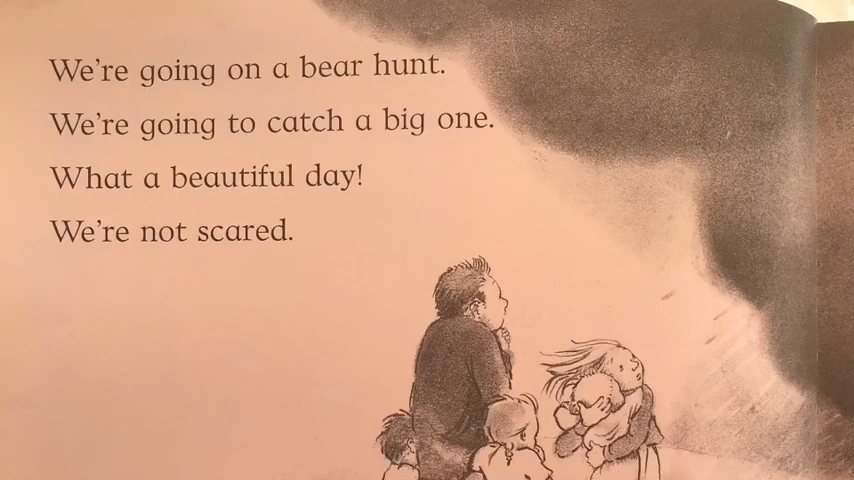 We're going on a bear hunt.
We're going to catch a big one.
What a beautiful day!
We're not scared.